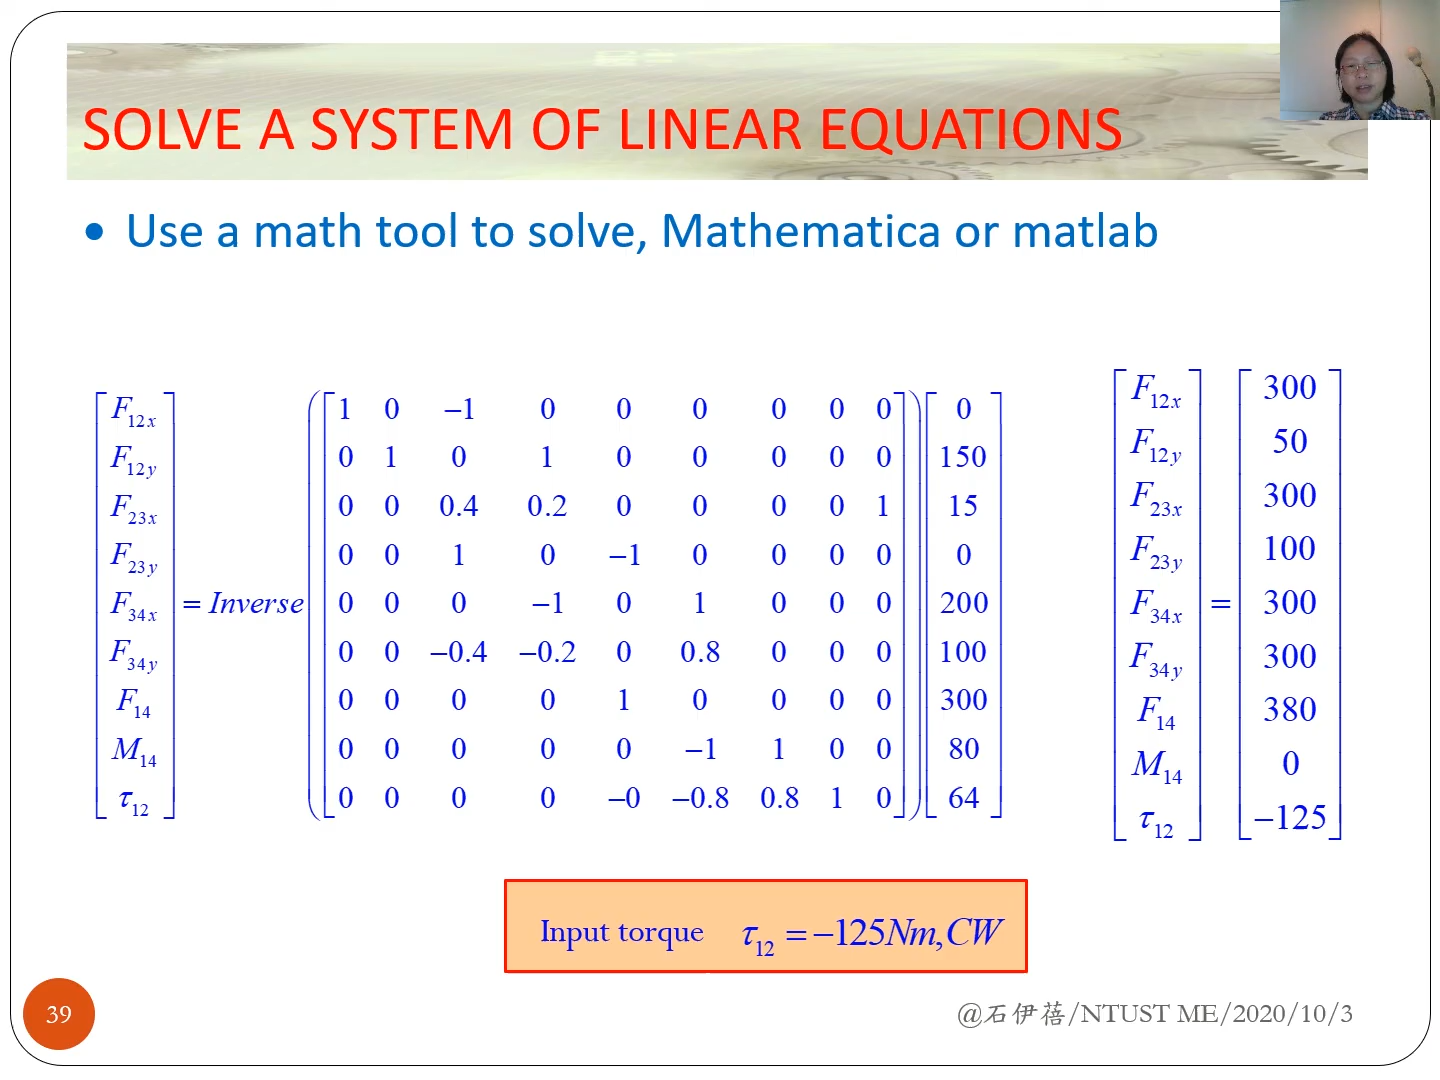 SOLVE A SYSTEM OF LINEAR EQUATIONS
• Use a math tool to solve, Mathematica or matlab
F12x
F12y
F23x
F23y
F34x
F34y
F14
M14
τ12
= Inverse
1 0 −1 0 0 0 0 0 0
0 1 0 1 0 0 0 0 0
0 0 0.4 0.2 0 0 0 0 1
0 0 1 0 −1 0 0 0 0
0 0 0 −1 0 1 0 0 0
0 0 −0.4 −0.2 0 0.8 0 0 0
0 0 0 0 1 0 0 0 0
0 0 0 0 0 −1 1 0 0
0 0 0 0 −0 −0.8 0.8 1 0
0
150
15
0
200
100
300
80
64
F12x
F12y
F23x
F23y
F34x
F34y
F14
M14
τ12
=
300
50
300
100
300
300
380
0
−125
Input torque τ12 = −125Nm,CW
39
@石伊蓓/NTUST ME/2020/10/3